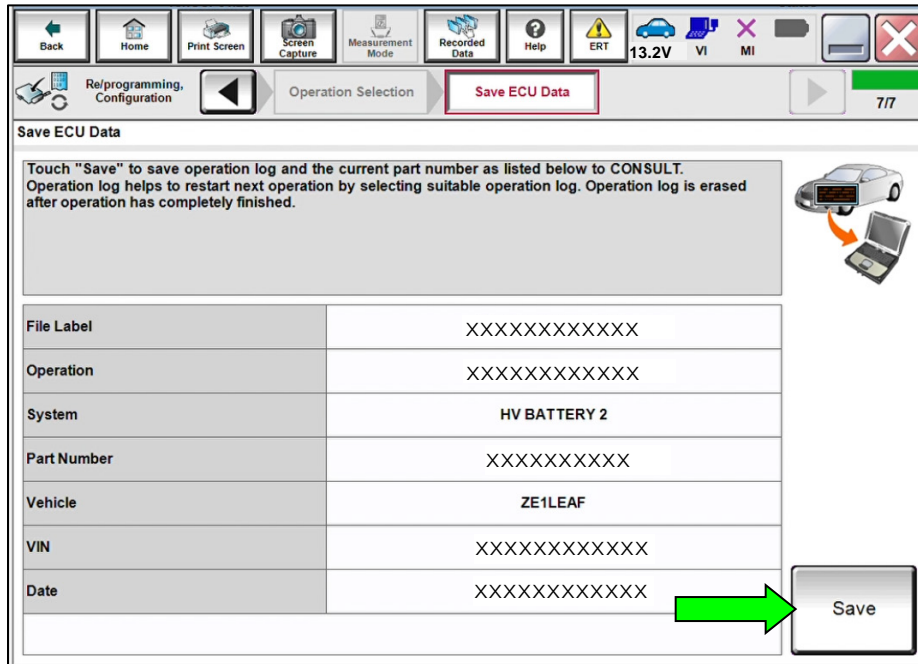 Back
Home
Print Screen
Screen
Capture
Measurement
Mode
Recorded
Data
Help
ERT
13.2V
VI
MI
Re/programming,
Configuration
Operation Selection
Save ECU Data
7/7
Save ECU Data
Touch "Save" to save operation log and the current part number as listed below to CONSULT.
Operation log helps to restart next operation by selecting suitable operation log. Operation log is erased
after operation has completely finished.
File Label
XXXXXXXXXXXX
Operation
XXXXXXXXXXXX
System
HV BATTERY 2
Part Number
XXXXXXXXXX
Vehicle
ZE1LEAF
VIN
XXXXXXXXXXXX
Date
XXXXXXXXXXXX
Save